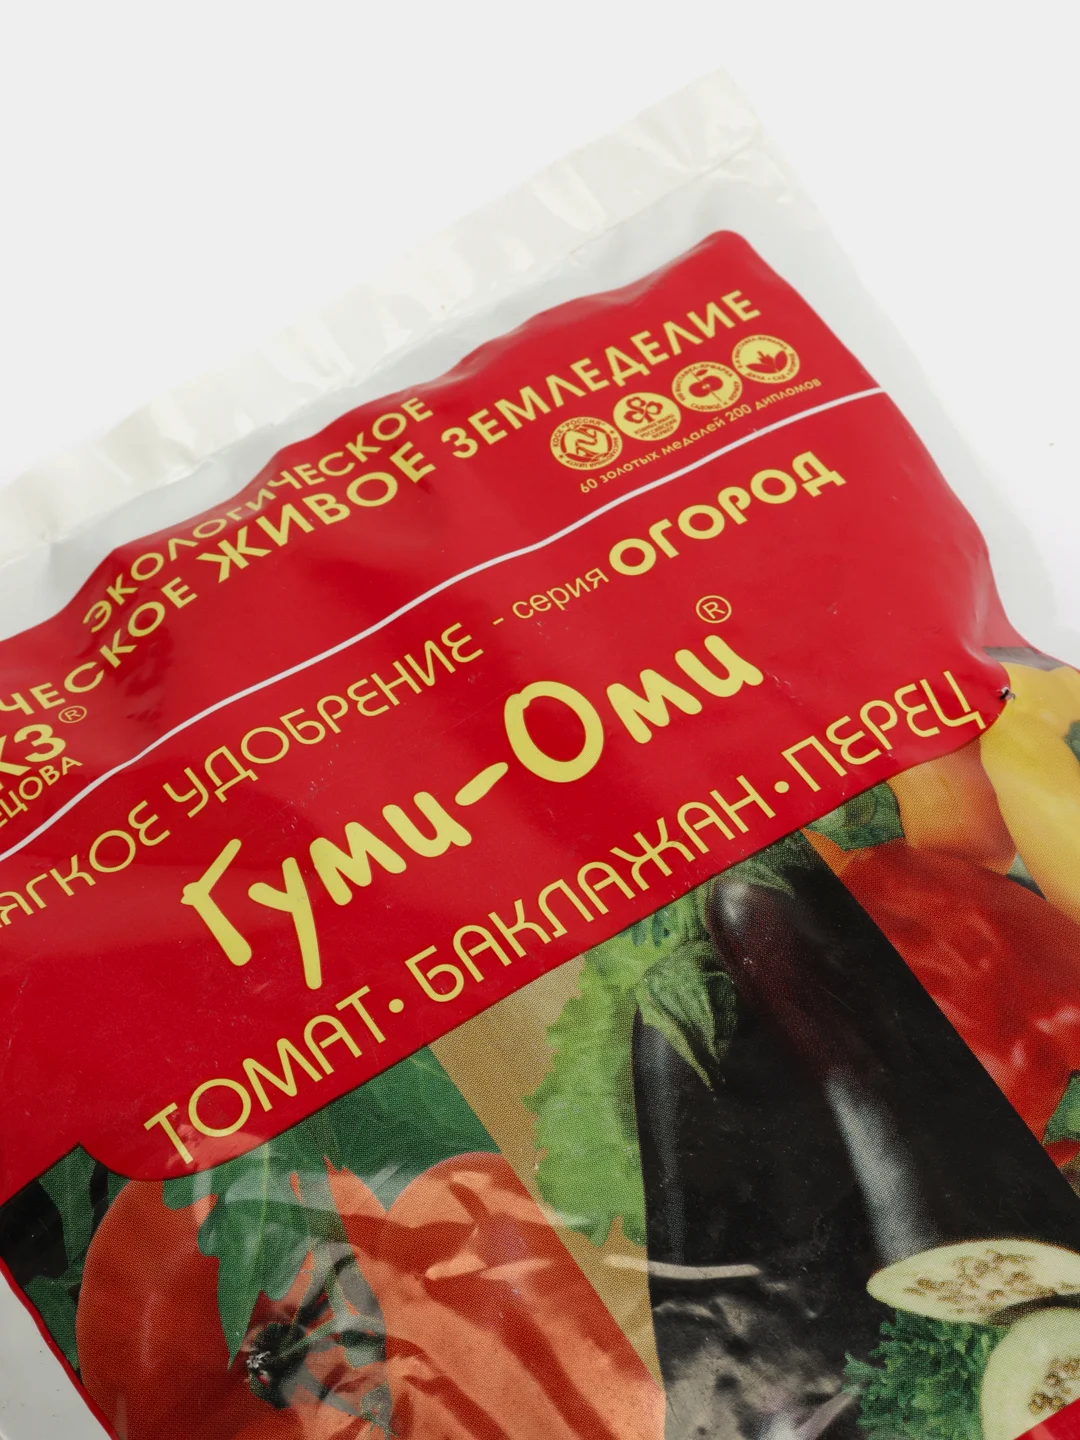 ЭКОЛОГИЧЕСКОЕ
ЧЕСКОЕ ЖИВОЕ ЗЕМЛЕДЕЛИЕ
КЗ®
ЕЦОВА
60 золотых медалей 200 дипломов
ЯГКОЕ УДОБРЕНИЕ - серия ОГОРОД
Гуми-Оми®
ТОМАТ • БАКЛАЖАН • ПЕРЕЦ